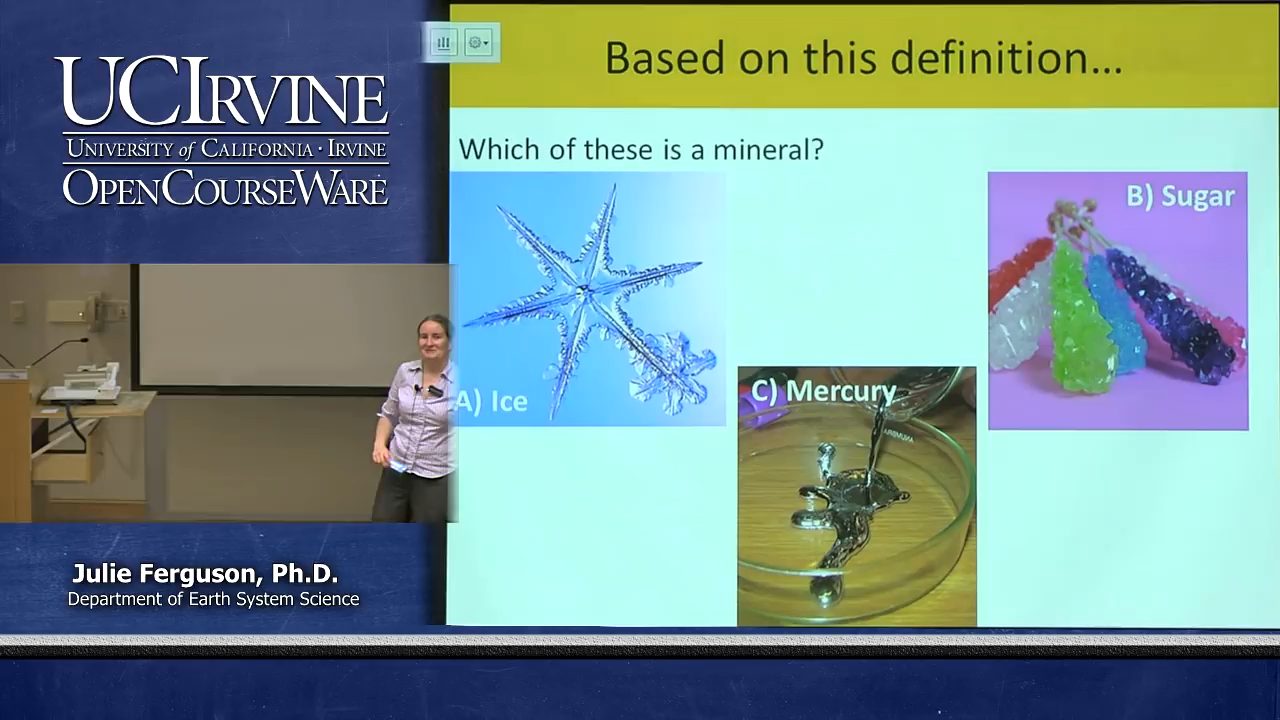 UCIRVINE
UNIVERSITY of CALIFORNIA · IRVINE
OPENCOURSEWARE
Based on this definition...
Which of these is a mineral?
A) Ice
B) Sugar
C) Mercury
Julie Ferguson, Ph.D.
Department of Earth System Science